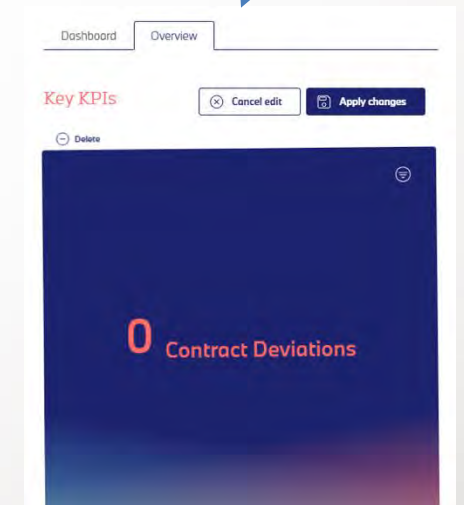 Dashboard Overview
Key KPIs Cancel edit Apply changes
Delete
0 Contract Deviations